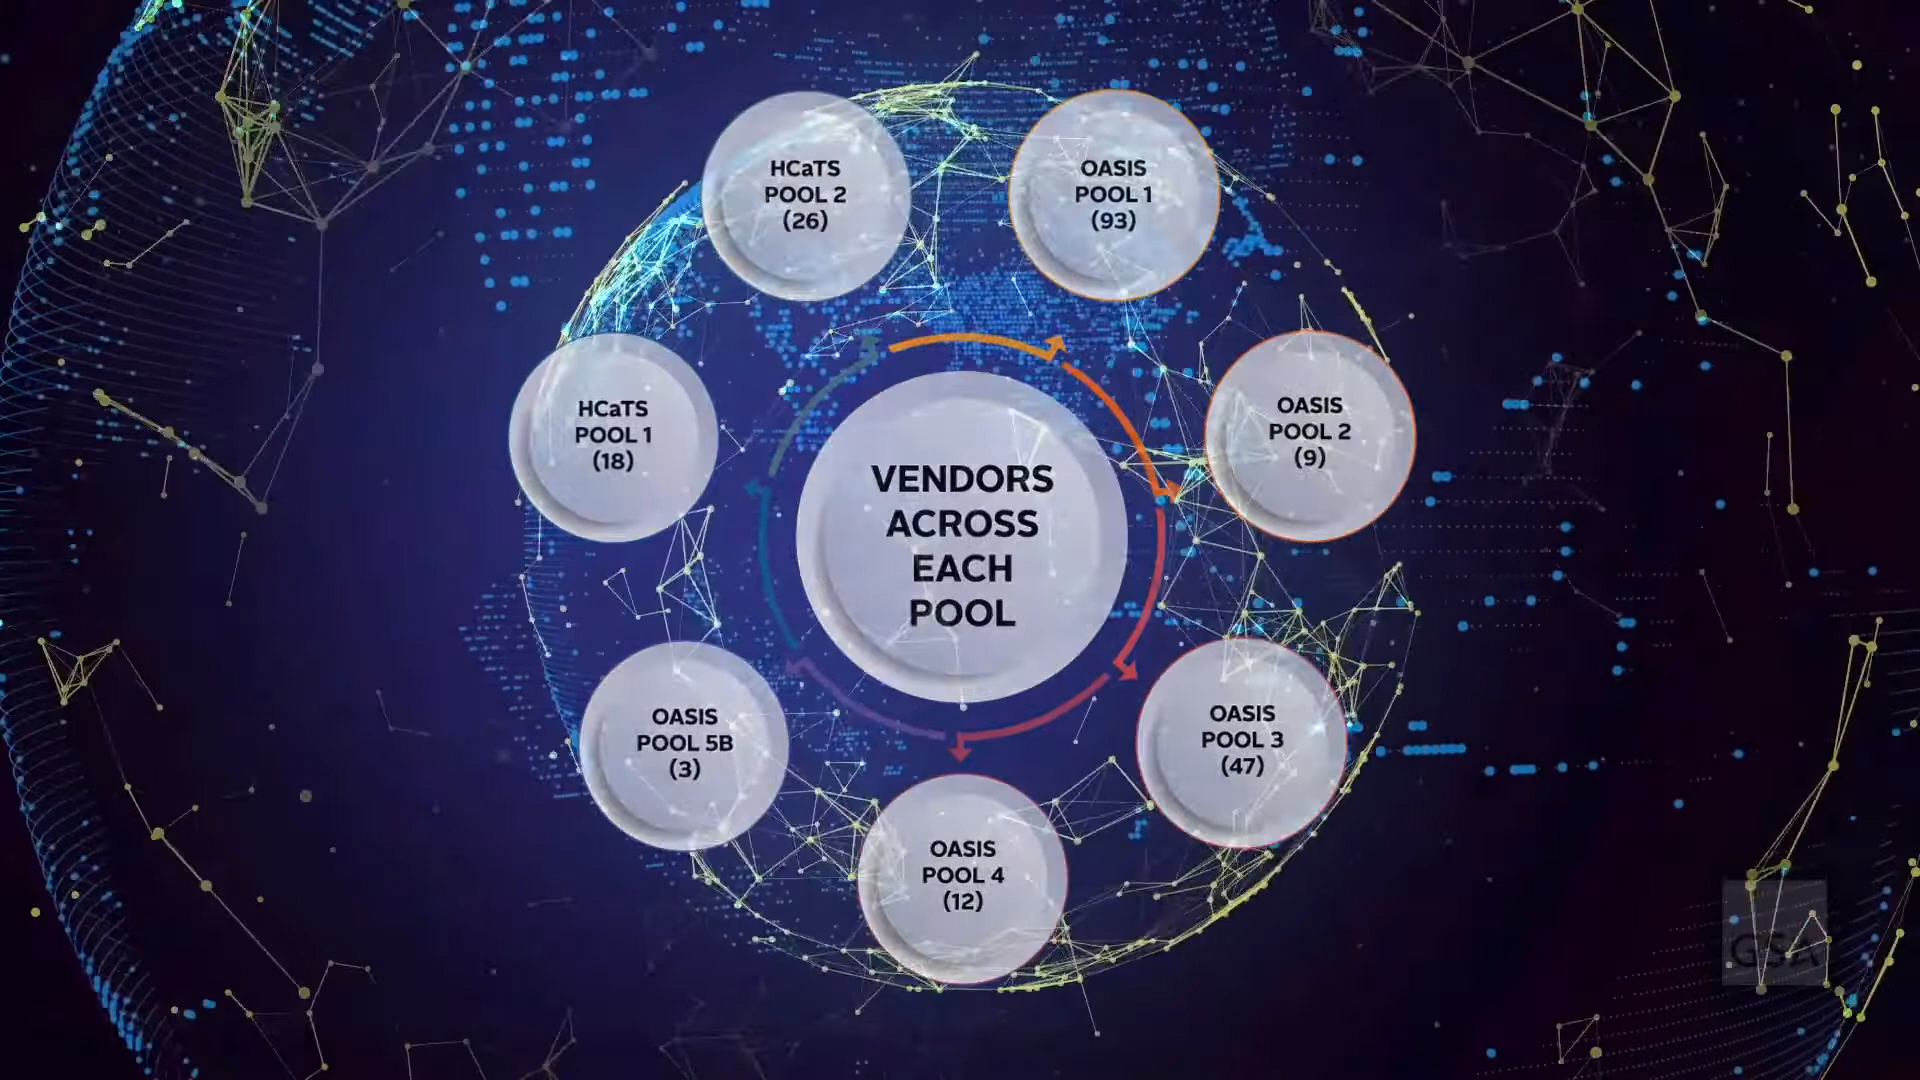 HCaTS
POOL 2
(26)
OASIS
POOL 1
(93)
HCaTS
POOL 1
(18)
OASIS
POOL 2
(9)
VENDORS
ACROSS
EACH
POOL
OASIS
POOL 5B
(3)
OASIS
POOL 3
(47)
OASIS
POOL 4
(12)
GSA